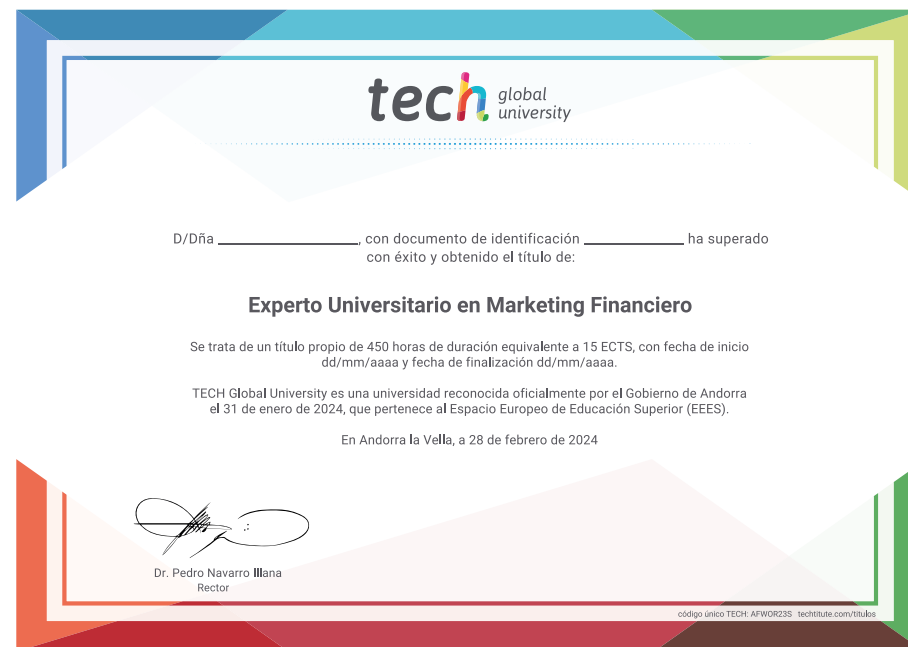 tech global
university
D/Dña ____________________, con documento de identificación ______________ ha superado
con éxito y obtenido el título de:
Experto Universitario en Marketing Financiero
Se trata de un título propio de 450 horas de duración equivalente a 15 ECTS, con fecha de inicio
dd/mm/aaaa y fecha de finalización dd/mm/aaaa.
TECH Global University es una universidad reconocida oficialmente por el Gobierno de Andorra
el 31 de enero de 2024, que pertenece al Espacio Europeo de Educación Superior (EEES).
En Andorra la Vella, a 28 de febrero de 2024
Dr. Pedro Navarro Illana
Rector
código único TECH: AFWOR23S techtitute.com/titulos